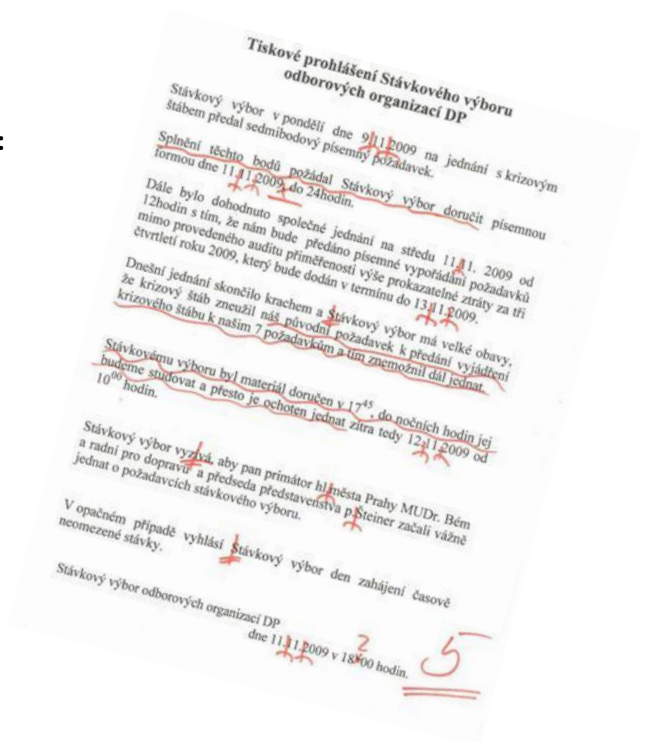 :
Tiskové prohlášení Stávkového výboru
odborových organizací DP
Stávkový výbor v pondělí dne 9.11.2009 na jednání s krizovým
štábem předal sedmibodový písemný požadavek.
Splnění těchto bodů požádal Stávkový výbor doručit písemnou
formou dne 11.11.2009, do 24hodin.
Dále bylo dohodnuto společné jednání na středu 11.11. 2009 od
12hodin s tím, že nám bude předáno písemné vypořádání požadavků
mimo provedeného auditu přiměřenosti výše prokazatelné ztráty za tři
čtvrtletí roku 2009, který bude dodán v termínu do 13.11.2009.
Dnešní jednání skončilo krachem a Stávkový výbor má velké obavy,
že krizový štáb zneužil náš původní požadavek k předání vyjádření
krizového štábu k našim 7 požadavkům a tím znemožnil dál jednat.
Stávkovému výboru byl materiál doručen v 17⁴⁵, do nočních hodin jej
budeme studovat a přesto je ochoten jednat zítra tedy 12.11.2009 od
10⁰⁰ hodin.
Stávkový výbor vyzívá, aby pan primátor hl.města Prahy MUDr. Bém
a radní pro dopravu a předseda představenstva p.Šteiner začali vážně
jednat o požadavcích stávkového výboru.
V opačném případě vyhlásí Stávkový výbor den zahájení časově
neomezené stávky.
Stávkový výbor odborových organizací DP
dne 11.11.2009 v 18.00 hodin.
2
5